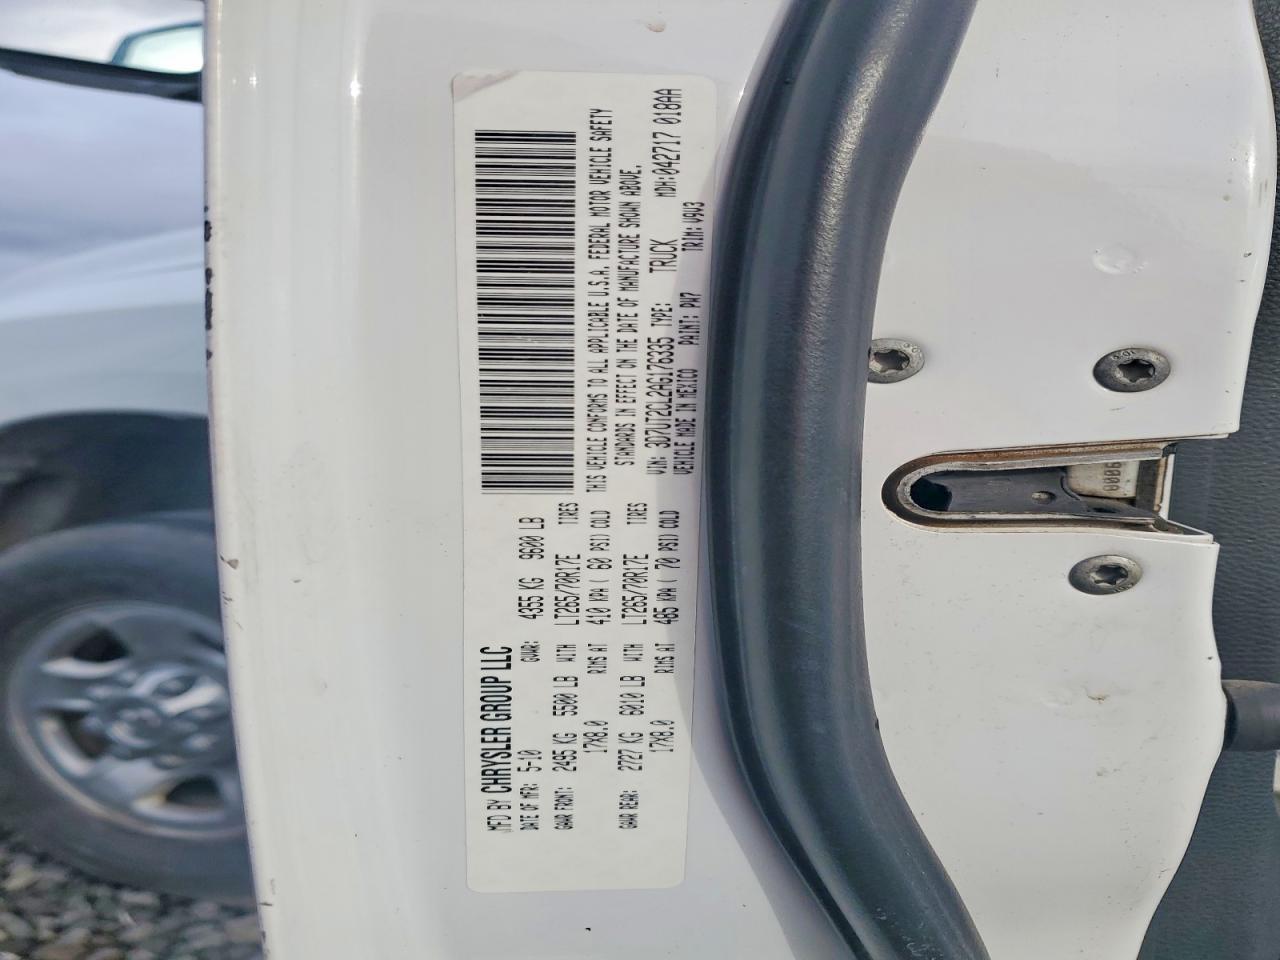 MFD BY CHRYSLER GROUP LLC
DATE OF MFR: 5-10 GVWR: 4355 KG 9600 LB
GAWR FRONT: 2495 KG 5500 LB WITH LT265/70R17E TIRES
17X8.0 RIMS AT 410 KPA( 60 PSI) COLD
GAWR REAR: 2727 KG 6010 LB WITH LT265/70R17E TIRES
17X8.0 RIMS AT 485 KPA( 70 PSI) COLD
THIS VEHICLE CONFORMS TO ALL APPLICABLE U.S.A. FEDERAL MOTOR VEHICLE SAFETY
STANDARDS IN EFFECT ON THE DATE OF MANUFACTURE SHOWN ABOVE.
VIN: 3D7UT2CL2AG176335 TYPE: TRUCK MDH:042717 018AA
VEHICLE MADE IN MEXICO PAINT: PW7 TRIM: V9V3